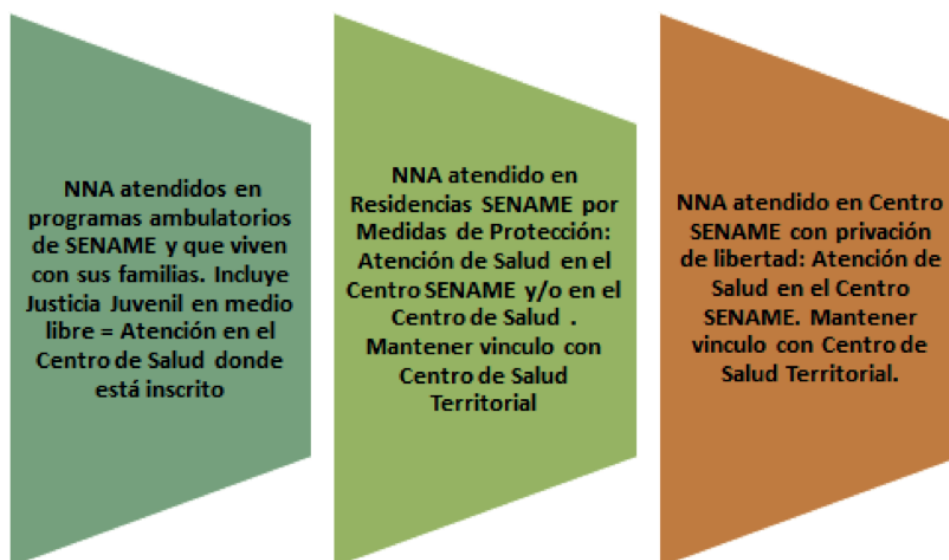 NNA atendidos en
programas ambulatorios
de SENAME y que viven
con sus familias. Incluye
Justicia Juvenil en medio
libre = Atención en el
Centro de Salud donde
está inscrito
NNA atendido en
Residencias SENAME por
Medidas de Protección:
Atención de Salud en el
Centro SENAME y/o en el
Centro de Salud .
Mantener vinculo con
Centro de Salud
Territorial
NNA atendido en Centro
SENAME con privación
de libertad: Atención de
Salud en el Centro
SENAME. Mantener
vinculo con Centro de
Salud Territorial.